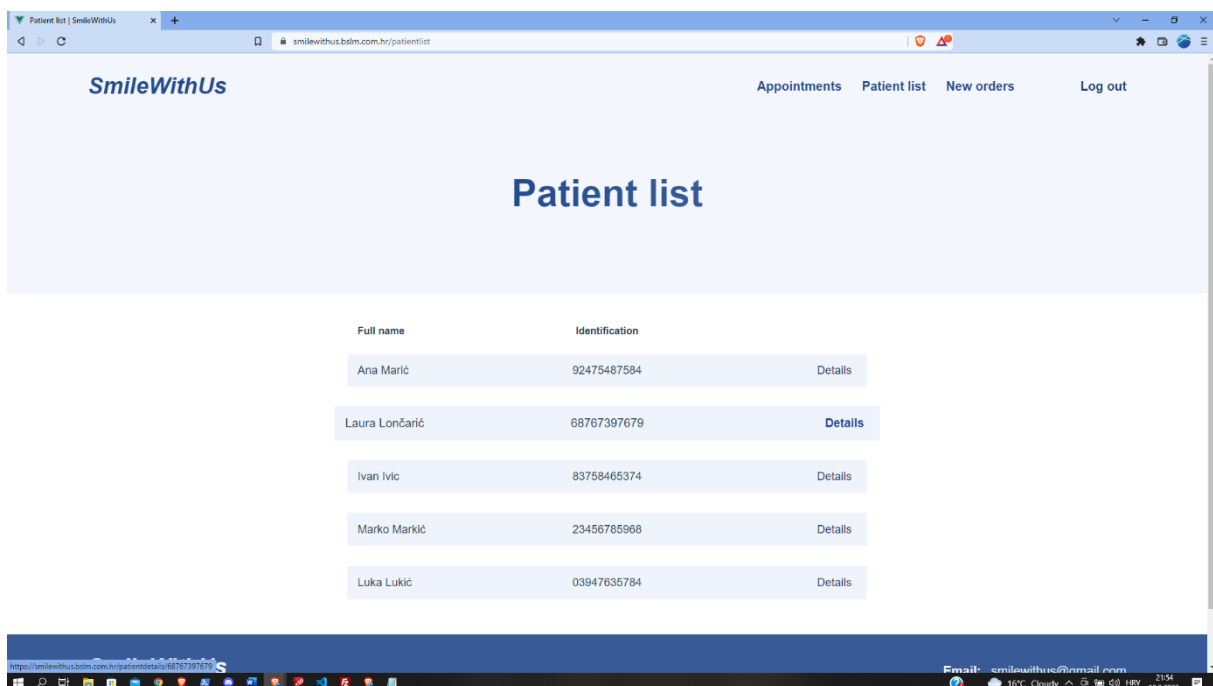 Patient list | SmileWithUs
smilewithus.bslm.com.hr/patientlist
SmileWithUs
Appointments Patient list New orders Log out
Patient list
Full name Identification
Ana Marić 92475487584 Details
Laura Lončarić 68767397679 Details
Ivan Ivic 83758465374 Details
Marko Markić 23456785968 Details
Luka Lukić 03947635784 Details
Email: smilewithus@gmail.com
https://smilewithus.bslm.com.hr/patientdetails/68767397679
16°C Cloudy HRV 21:54